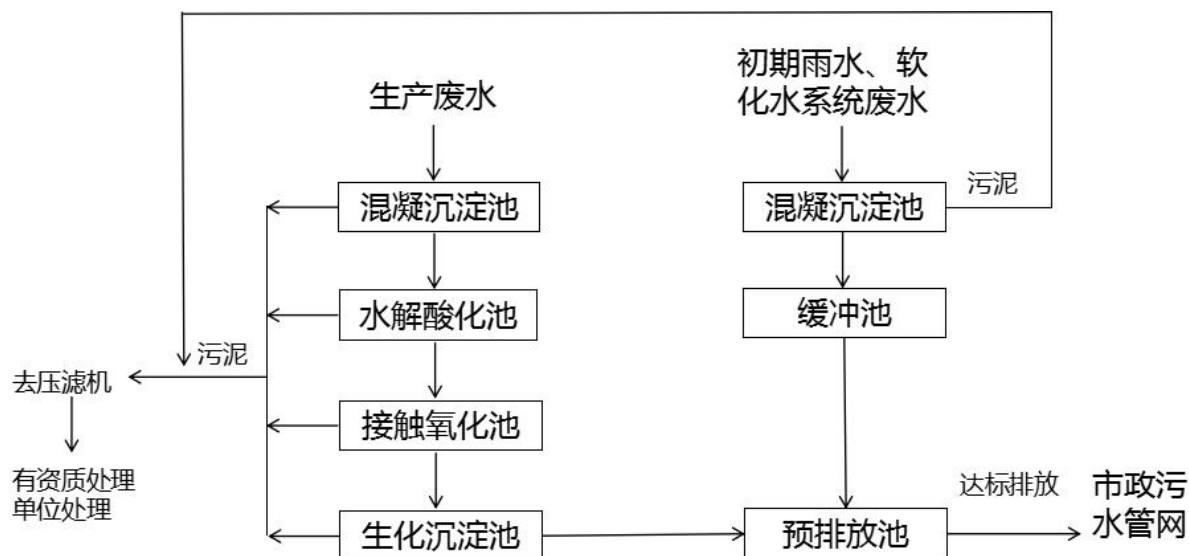 生产废水
初期雨水、软
化水系统废水
混凝沉淀池
混凝沉淀池
污泥
水解酸化池
缓冲池
污泥
去压滤机
接触氧化池
有资质处理
单位处理
生化沉淀池
预排放池
达标排放
市政污
水管网